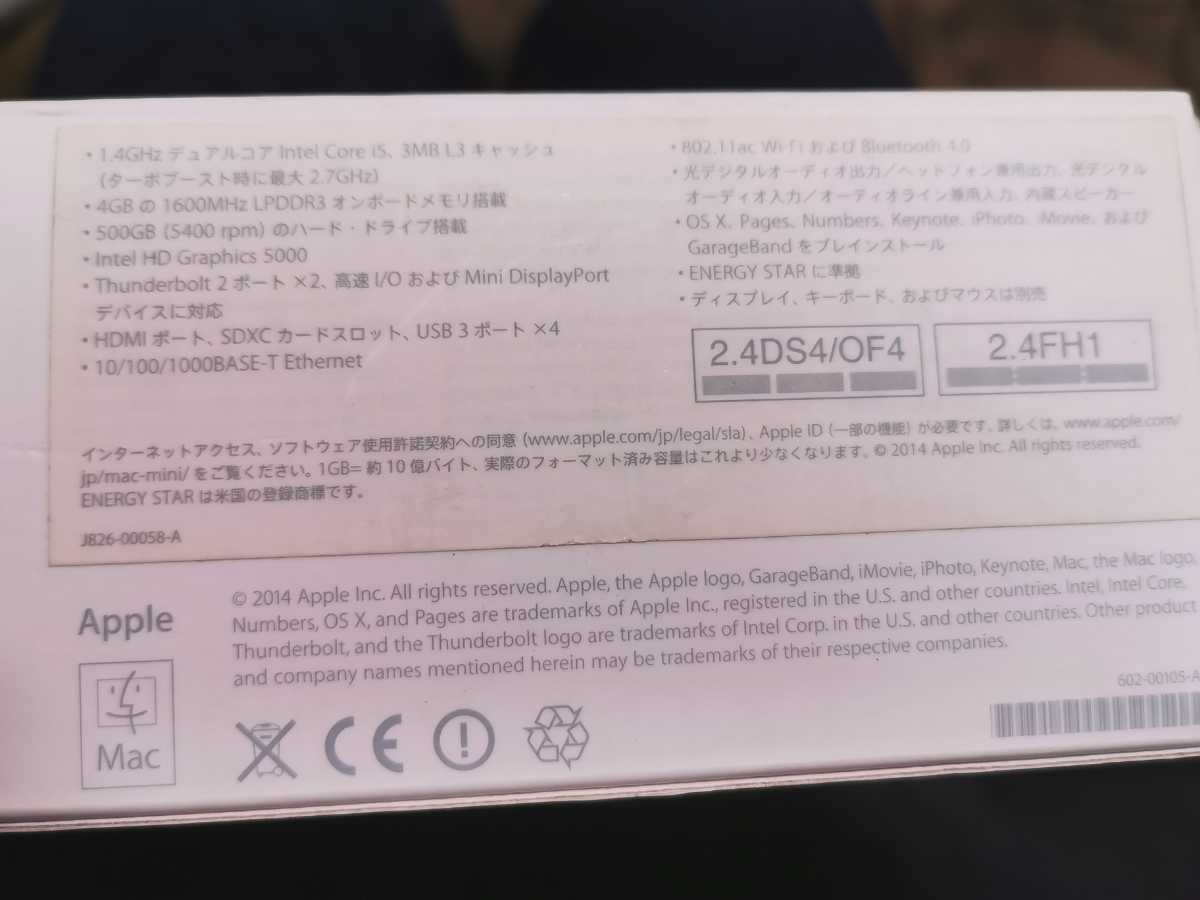 ・1.4GHz デュアルコア Intel Core i5、3MB L3 キャッシュ
(ターボブースト時に最大 2.7GHz)
・4GB の 1600MHz LPDDR3 オンボードメモリ搭載
・500GB (5400 rpm) のハード・ドライブ搭載
・Intel HD Graphics 5000
・Thunderbolt 2 ポート ×2、高速 I/O および Mini DisplayPort
デバイスに対応
・HDMI ポート、SDXC カードスロット、USB 3 ポート ×4
・10/100/1000BASE-T Ethernet
・802.11ac Wi-Fi および Bluetooth 4.0
・光デジタルオーディオ出力/ヘッドフォン兼用出力、光デジタル
オーディオ入力/オーディオライン兼用入力、内蔵スピーカー
・OS X、Pages、Numbers、Keynote、iPhoto、iMovie、および
GarageBand をプレインストール
・ENERGY STAR に準拠
・ディスプレイ、キーボード、およびマウスは別売
2.4DS4/OF4
2.4FH1
インターネットアクセス、ソフトウェア使用許諾契約への同意 (www.apple.com/jp/legal/sla)、Apple ID (一部の機能) が必要です。詳しくは、www.apple.com/
jp/mac-mini/ をご覧ください。1GB= 約 10 億バイト、実際のフォーマット済み容量はこれより少なくなります。© 2014 Apple Inc. All rights reserved.
ENERGY STAR は米国の登録商標です。
J826-00058-A
Apple
Mac
© 2014 Apple Inc. All rights reserved. Apple, the Apple logo, GarageBand, iMovie, iPhoto, Keynote, Mac, the Mac logo,
Numbers, OS X, and Pages are trademarks of Apple Inc., registered in the U.S. and other countries. Intel, Intel Core,
Thunderbolt, and the Thunderbolt logo are trademarks of Intel Corp. in the U.S. and other countries. Other product
and company names mentioned herein may be trademarks of their respective companies.
CE
602-00105-A